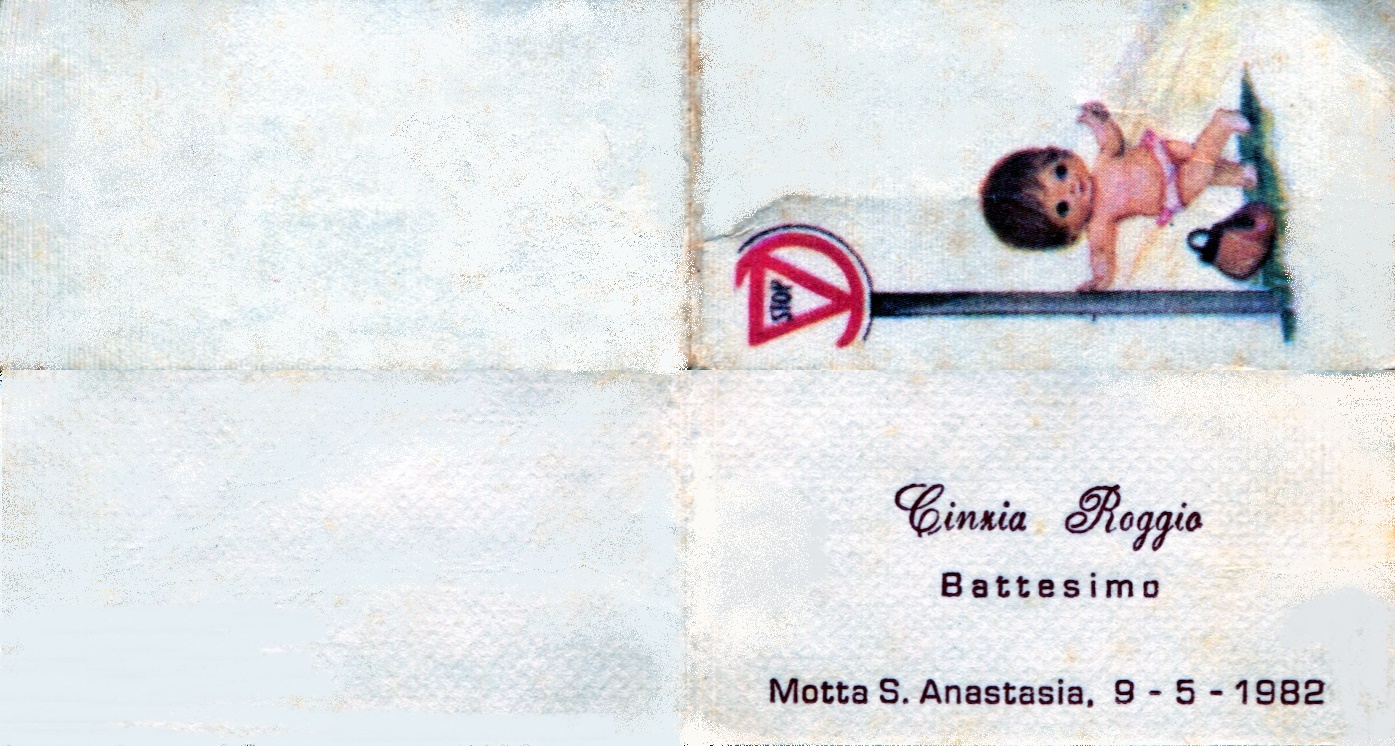 STOP
Cinzia Roggio
Battesimo
Motta S. Anastasia, 9 - 5 - 1982